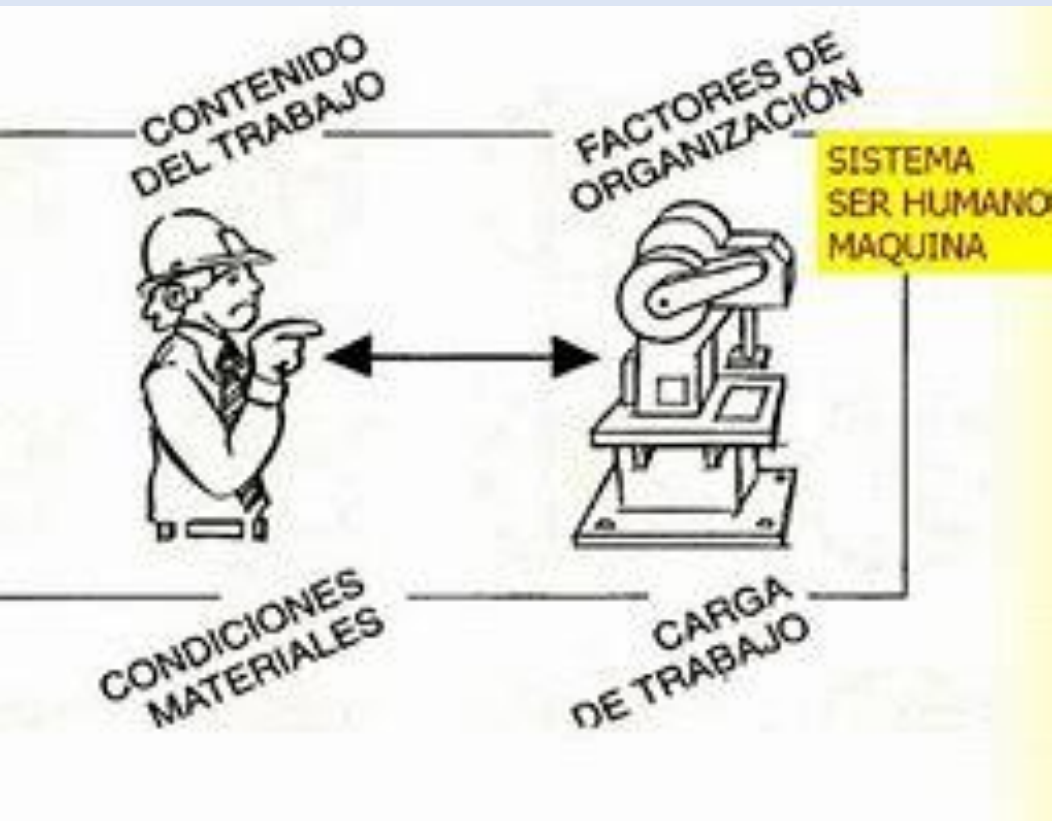 CONTENIDO
DEL TRABAJO
FACTORES DE
ORGANIZACIÓN
SISTEMA
SER HUMANO
MAQUINA
CONDICIONES
MATERIALES
CARGA
DE TRABAJO